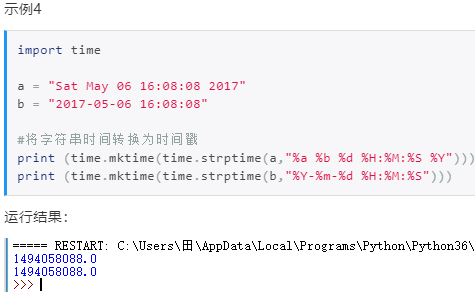 示例4
import time
a = "Sat May 06 16:08:08 2017"
b = "2017-05-06 16:08:08"
#将字符串时间转换为时间戳
print (time.mktime(time.strptime(a,"%a %b %d %H:%M:%S %Y")))
print (time.mktime(time.strptime(b,"%Y-%m-%d %H:%M:%S")))
运行结果：
===== RESTART: C:\Users\田\AppData\Local\Programs\Python\Python36\
1494058088.0
1494058088.0
>>>